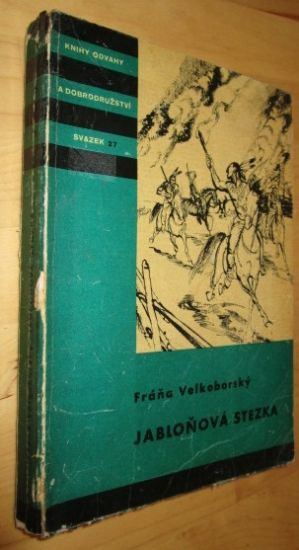 KNIHY ODVAHY
A DOBRODRUŽSTVÍ
SVAZEK 27
Fráňa Velkoborský
JABLOŇOVÁ STEZKA